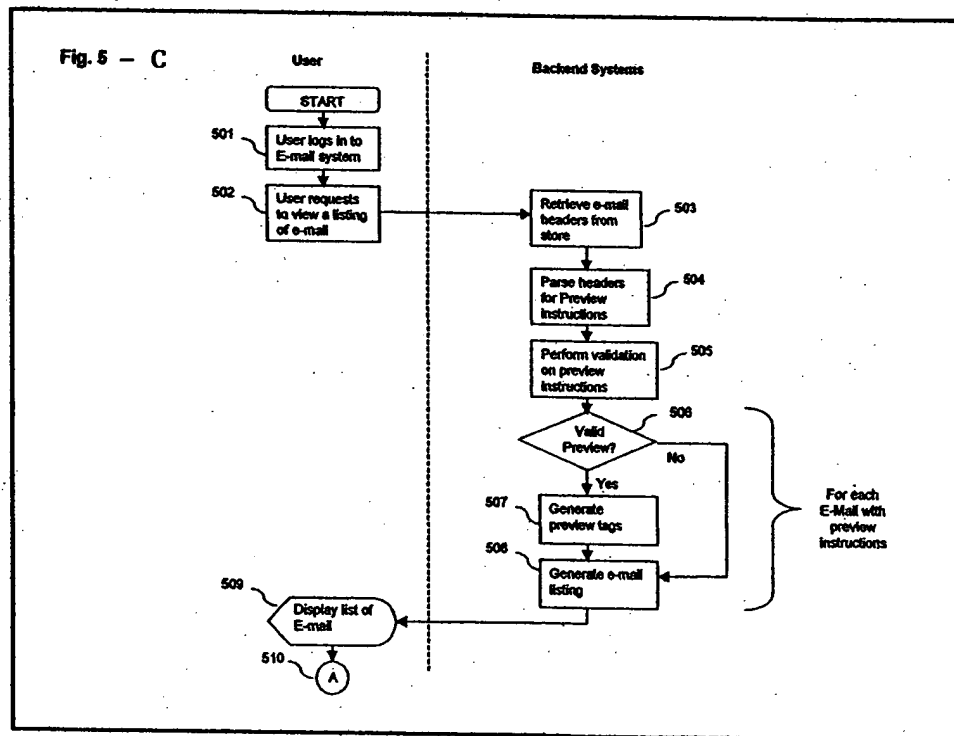 Fig. 5 - C
User
Backend Systems
START
501
User logs in to
E-mail system
502
User requests
to view a listing
of e-mail
Retrieve e-mail
headers from
store
503
Parse headers
for Preview
instructions
504
Perform validation
on preview
instructions
505
Valid
Preview?
506
No
Yes
507
Generate
preview tags
508
Generate e-mail
listing
For each
E-Mail with
preview
instructions
509
Display list of
E-mail
510
A